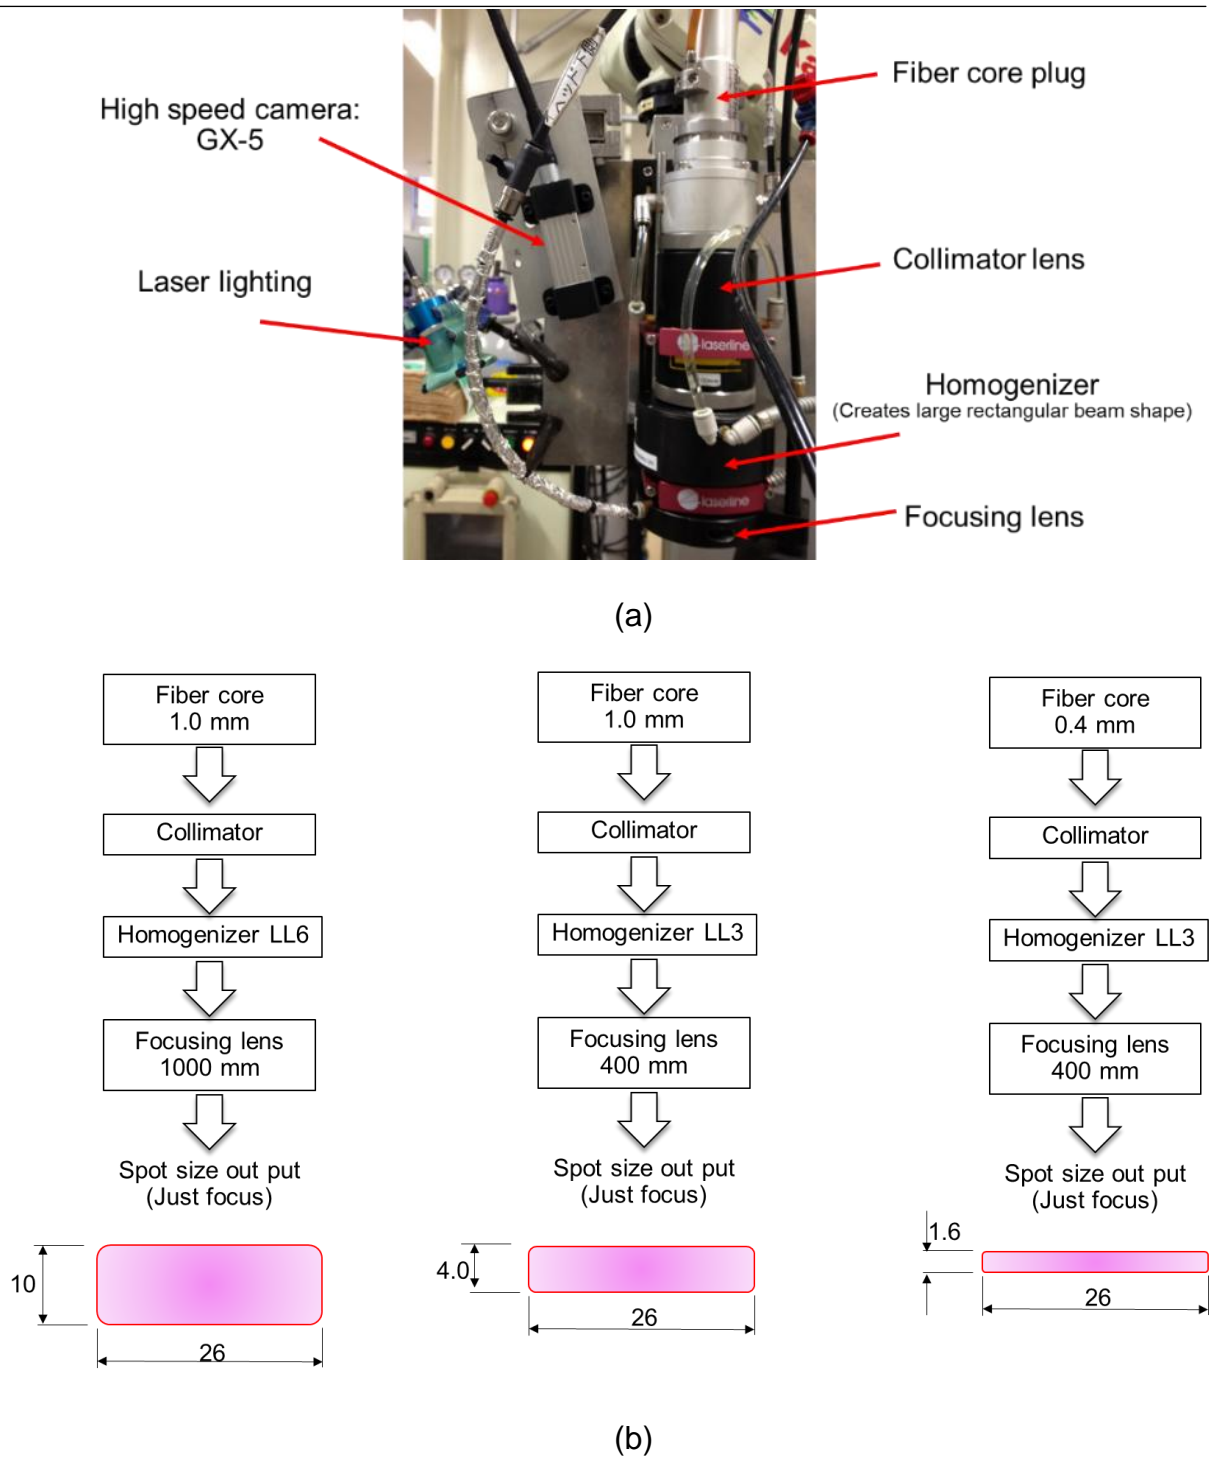 High speed camera:
GX-5
Fiber core plug
ヘッド下
Laser lighting
Collimator lens
laserline
Homogenizer
(Creates large rectangular beam shape)
laserline
Focusing lens
(a)
Fiber core
1.0 mm
Collimator
Homogenizer LL6
Focusing lens
1000 mm
Spot size out put
(Just focus)
10
26
Fiber core
1.0 mm
Collimator
Homogenizer LL3
Focusing lens
400 mm
Spot size out put
(Just focus)
4.0
26
Fiber core
0.4 mm
Collimator
Homogenizer LL3
Focusing lens
400 mm
Spot size out put
(Just focus)
1.6
26
(b)